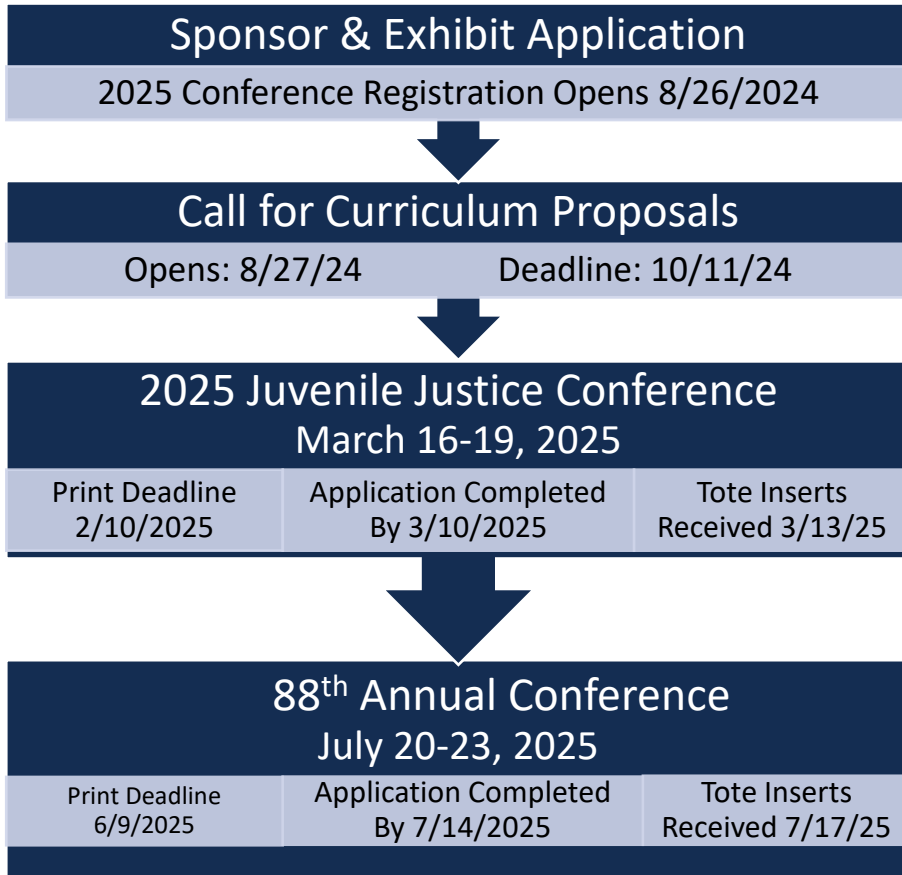 Sponsor & Exhibit Application
2025 Conference Registration Opens 8/26/2024
Call for Curriculum Proposals
Opens: 8/27/24 Deadline: 10/11/24
2025 Juvenile Justice Conference
March 16-19, 2025
Print Deadline
2/10/2025
Application Completed
By 3/10/2025
Tote Inserts
Received 3/13/25
88th Annual Conference
July 20-23, 2025
Print Deadline
6/9/2025
Application Completed
By 7/14/2025
Tote Inserts
Received 7/17/25